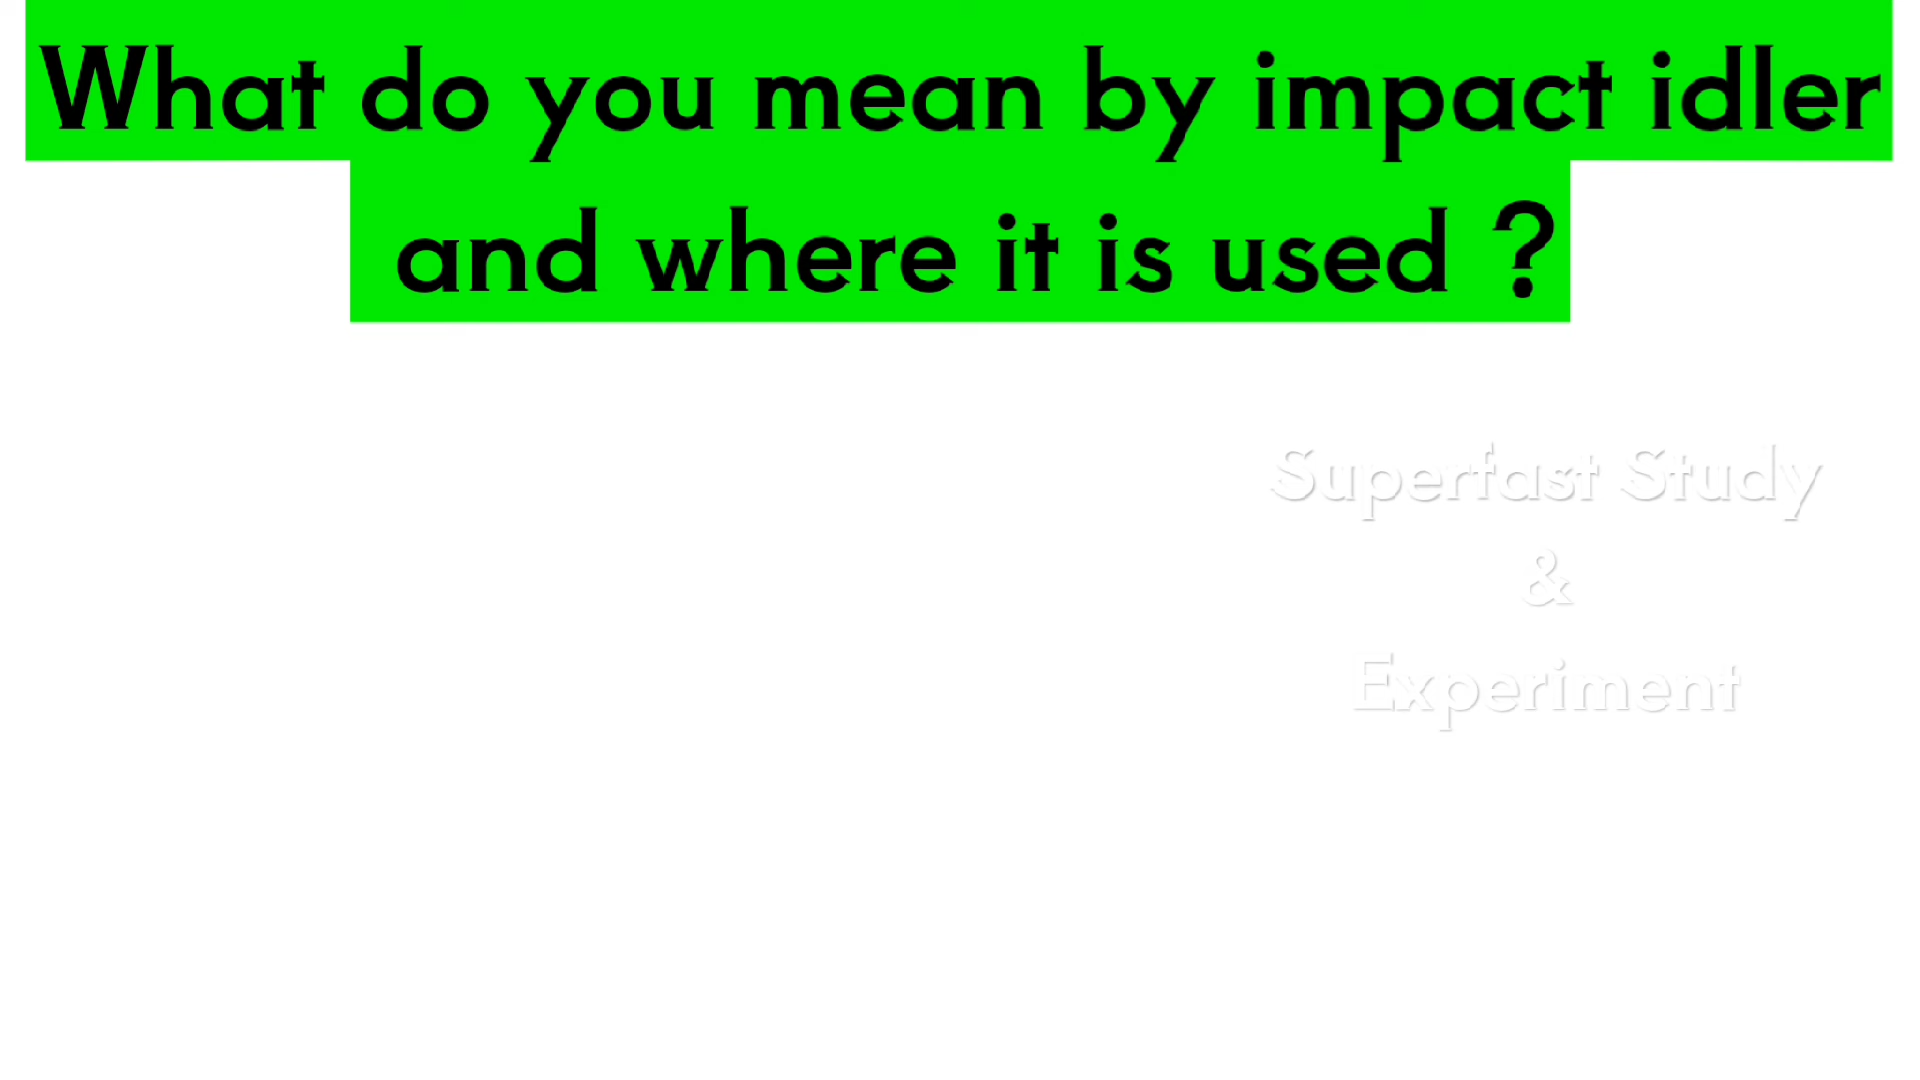 What do you mean by impact idler
and where it is used ?
Superfast Study
&
Experiment